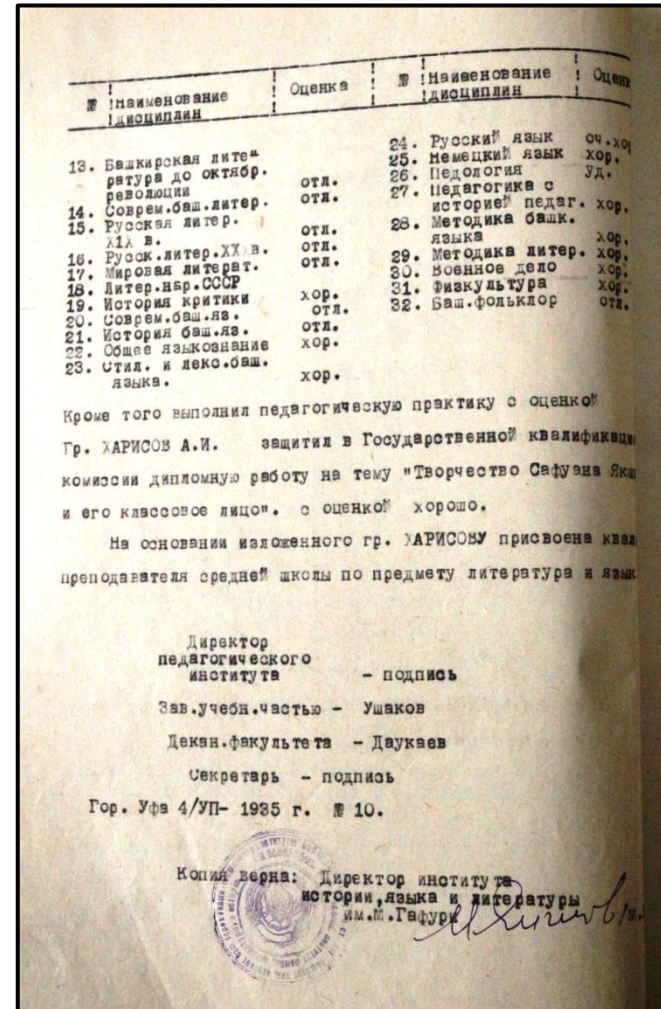 № Наименование дисциплин Оценка
№ Наименование дисциплин Оценк
13. Башкирская лите-
ратура до октябр.
революции отл.
14. Соврем.баш.литер. отл.
15. Русская литер.
X1X в. отл.
16. Русск.литер.XX в. отл.
17. Мировая литерат. отл.
18. Литер.нар.СССР
19. История критики хор.
20. Соврем.баш.яз. отл.
21. История баш.яз. отл.
22. Общее языкознание хор.
23. Стил. и лекс.баш.
языка. хор.
24. Русский язык оч.хор
25. Немецкий язык хор.
26. Педология Уд.
27. Педагогика с
историей педаг. хор.
28. Методика башк.
языка хор.
29. Методика литер. хор.
30. Военное дело хор.
31. Физкультура хор.
32. Баш.фольклор отл.
Кроме того выполнил педагогическую практику с оценкой
Гр. ХАРИСОВ А.И. защитил в Государственной квалификаци
комиссии дипломную работу на тему "Творчество Сафуана Якш
и его классовое лицо". с оценкой хорошо.
На основании изложенного гр. ХАРИСОВУ присвоена квал
преподавателя средней школы по предмету литература и язык
Директор
педагогического
института - подпись
Зав.учебн.частью - Ушаков
Декан.факультета - Даукаев
Секретарь - подпись
Гор. Уфа 4/УП- 1935 г. № 10.
Копия верна: Директор института
истории,языка и литературы
им.М.Гафури